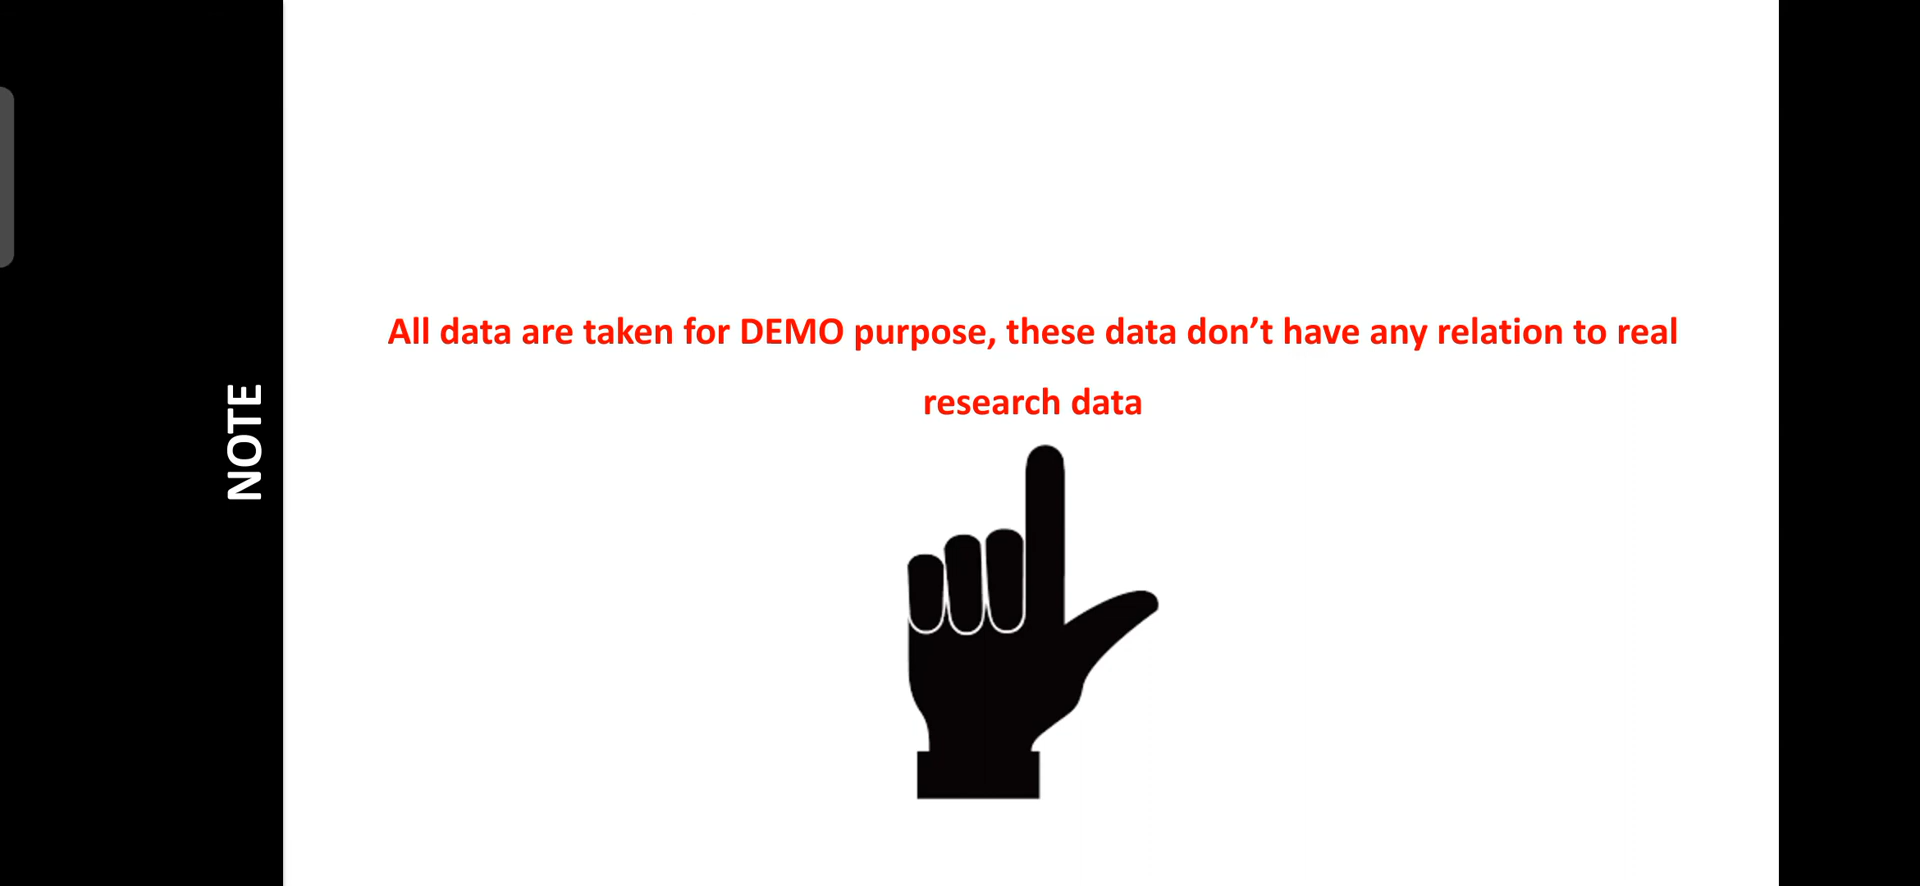 NOTE
All data are taken for DEMO purpose, these data don’t have any relation to real
research data